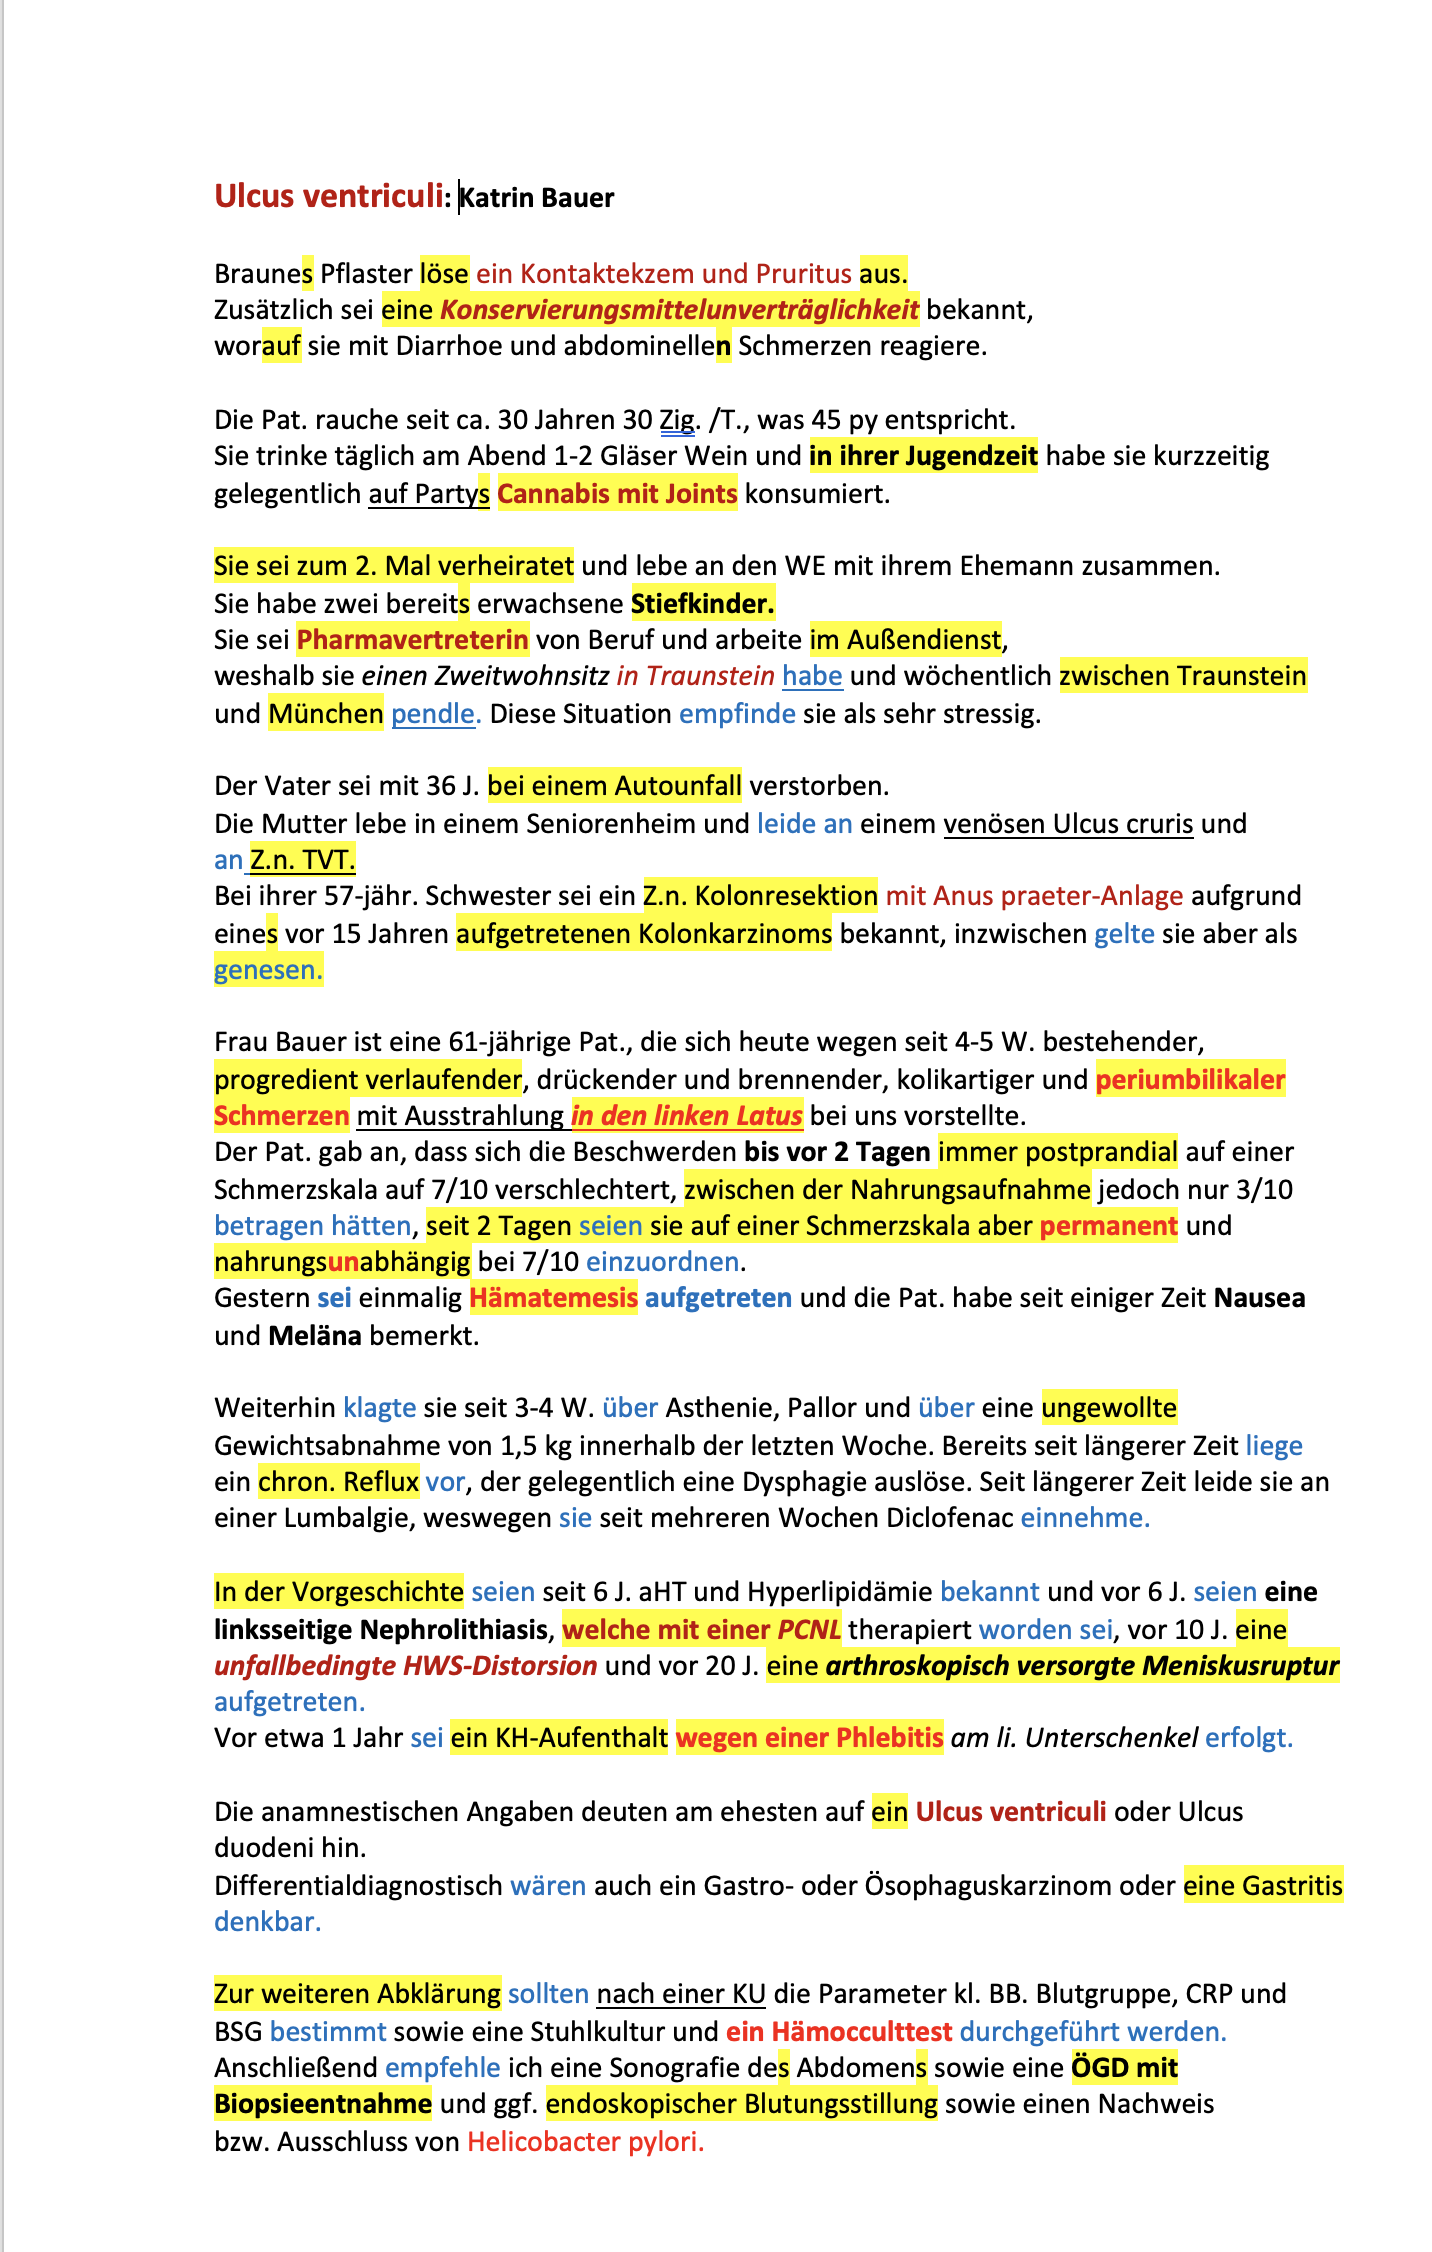 Ulcus ventriculi: Katrin Bauer
Braunes Pflaster löse ein Kontaktekzem und Pruritus aus.
Zusätzlich sei eine Konservierungsmittelunverträglichkeit bekannt,
worauf sie mit Diarrhoe und abdominellen Schmerzen reagiere.
Die Pat. rauche seit ca. 30 Jahren 30 Zig. /T., was 45 py entspricht.
Sie trinke täglich am Abend 1-2 Gläser Wein und in ihrer Jugendzeit habe sie kurzzeitig
gelegentlich auf Partys Cannabis mit Joints konsumiert.
Sie sei zum 2. Mal verheiratet und lebe an den WE mit ihrem Ehemann zusammen.
Sie habe zwei bereits erwachsene Stiefkinder.
Sie sei Pharmavertreterin von Beruf und arbeite im Außendienst,
weshalb sie einen Zweitwohnsitz in Traunstein habe und wöchentlich zwischen Traunstein
und München pendle. Diese Situation empfinde sie als sehr stressig.
Der Vater sei mit 36 J. bei einem Autounfall verstorben.
Die Mutter lebe in einem Seniorenheim und leide an einem venösen Ulcus cruris und
an Z.n. TVT.
Bei ihrer 57-jähr. Schwester sei ein Z.n. Kolonresektion mit Anus praeter-Anlage aufgrund
eines vor 15 Jahren aufgetretenen Kolonkarzinoms bekannt, inzwischen gelte sie aber als
genesen.
Frau Bauer ist eine 61-jährige Pat., die sich heute wegen seit 4-5 W. bestehender,
progredient verlaufender, drückender und brennender, kolikartiger und periumbilikaler
Schmerzen mit Ausstrahlung in den linken Latus bei uns vorstellte.
Der Pat. gab an, dass sich die Beschwerden bis vor 2 Tagen immer postprandial auf einer
Schmerzskala auf 7/10 verschlechtert, zwischen der Nahrungsaufnahme jedoch nur 3/10
betragen hätten, seit 2 Tagen seien sie auf einer Schmerzskala aber permanent und
nahrungsunabhängig bei 7/10 einzuordnen.
Gestern sei einmalig Hämatemesis aufgetreten und die Pat. habe seit einiger Zeit Nausea
und Meläna bemerkt.
Weiterhin klagte sie seit 3-4 W. über Asthenie, Pallor und über eine ungewollte
Gewichtsabnahme von 1,5 kg innerhalb der letzten Woche. Bereits seit längerer Zeit liege
ein chron. Reflux vor, der gelegentlich eine Dysphagie auslöse. Seit längerer Zeit leide sie an
einer Lumbalgie, weswegen sie seit mehreren Wochen Diclofenac einnehme.
In der Vorgeschichte seien seit 6 J. aHT und Hyperlipidämie bekannt und vor 6 J. seien eine
linksseitige Nephrolithiasis, welche mit einer PCNL therapiert worden sei, vor 10 J. eine
unfallbedingte HWS-Distorsion und vor 20 J. eine arthroskopisch versorgte Meniskusruptur
aufgetreten.
Vor etwa 1 Jahr sei ein KH-Aufenthalt wegen einer Phlebitis am li. Unterschenkel erfolgt.
Die anamnestischen Angaben deuten am ehesten auf ein Ulcus ventriculi oder Ulcus
duodeni hin.
Differentialdiagnostisch wären auch ein Gastro- oder Ösophaguskarzinom oder eine Gastritis
denkbar.
Zur weiteren Abklärung sollten nach einer KU die Parameter kl. BB. Blutgruppe, CRP und
BSG bestimmt sowie eine Stuhlkultur und ein Hämocculttest durchgeführt werden.
Anschließend empfehle ich eine Sonografie des Abdomens sowie eine ÖGD mit
Biopsieentnahme und ggf. endoskopischer Blutungsstillung sowie einen Nachweis
bzw. Ausschluss von Helicobacter pylori.